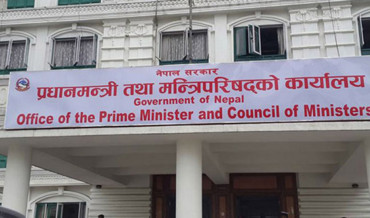 नेपाल सरकार
प्रधानमन्त्री तथा मन्त्रिपरिषद्को कार्यालय
Government of Nepal
Office of the Prime Minister and Council of Ministers